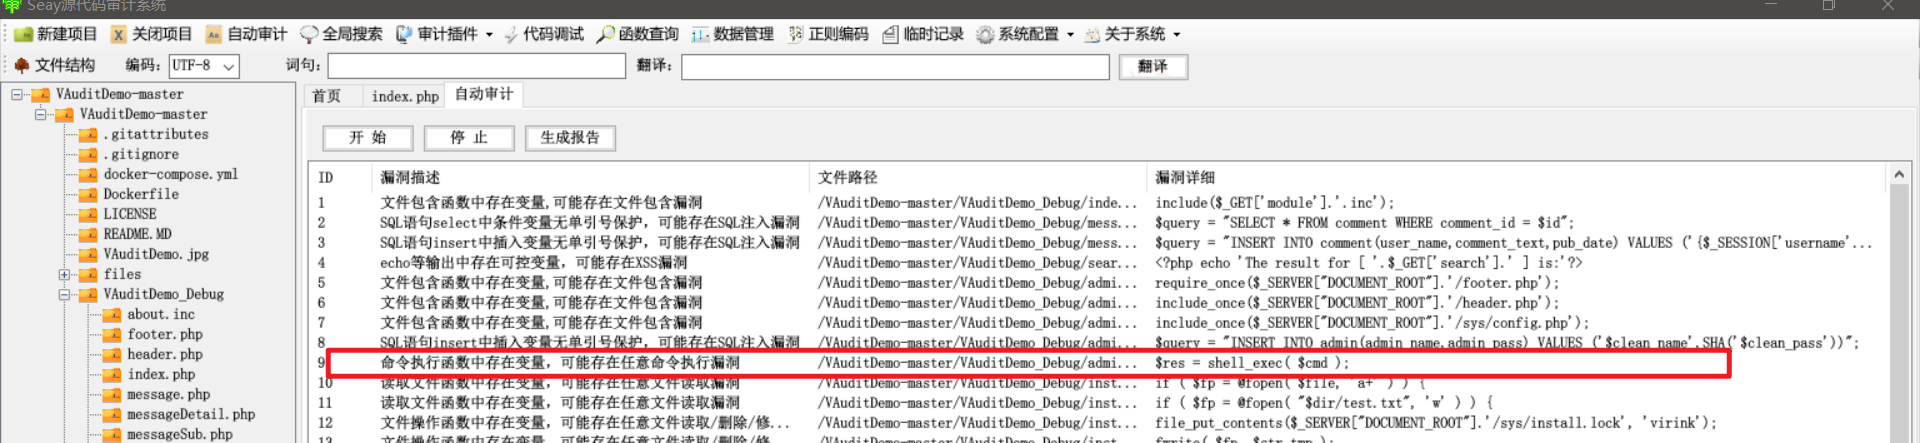 Seay源代码审计系统
新建项目 关闭项目 自动审计 全局搜索 审计插件 代码调试 函数查询 数据管理 正则编码 临时记录 系统配置 关于系统
文件结构 编码: UTF-8 词句: 翻译: 翻译
VAuditDemo-master
VAuditDemo-master
.gitattributes
.gitignore
docker-compose.yml
Dockerfile
LICENSE
README.MD
VAuditDemo.jpg
files
VAuditDemo_Debug
about.inc
footer.php
header.php
index.php
message.php
messageDetail.php
messageSub.php
首页 index.php 自动审计
开 始 停 止 生成报告
ID 漏洞描述 文件路径 漏洞详细
1 文件包含函数中存在变量,可能存在文件包含漏洞 /VAuditDemo-master/VAuditDemo_Debug/inde... include($_GET['module'].'.inc');
2 SQL语句select中条件变量无单引号保护，可能存在SQL注入漏洞 /VAuditDemo-master/VAuditDemo_Debug/mess... $query = "SELECT * FROM comment WHERE comment_id = $id";
3 SQL语句insert中插入变量无单引号保护，可能存在SQL注入漏洞 /VAuditDemo-master/VAuditDemo_Debug/mess... $query = "INSERT INTO comment(user_name,comment_text,pub_date) VALUES ('{$_SESSION['username'...
4 echo等输出中存在可控变量，可能存在XSS漏洞 /VAuditDemo-master/VAuditDemo_Debug/sear... <?php echo 'The result for [ '.$_GET['search'].' ] is:'?>
5 文件包含函数中存在变量,可能存在文件包含漏洞 /VAuditDemo-master/VAuditDemo_Debug/admi... require_once($_SERVER["DOCUMENT_ROOT"].'/footer.php');
6 文件包含函数中存在变量,可能存在文件包含漏洞 /VAuditDemo-master/VAuditDemo_Debug/admi... include_once($_SERVER["DOCUMENT_ROOT"].'/header.php');
7 文件包含函数中存在变量,可能存在文件包含漏洞 /VAuditDemo-master/VAuditDemo_Debug/admi... include_once($_SERVER["DOCUMENT_ROOT"].'/sys/config.php');
8 SQL语句insert中插入变量无单引号保护，可能存在SQL注入漏洞 /VAuditDemo-master/VAuditDemo_Debug/admi... $query = "INSERT INTO admin(admin_name,admin_pass) VALUES ('$clean_name',SHA('$clean_pass'))";
9 命令执行函数中存在变量，可能存在任意命令执行漏洞 /VAuditDemo-master/VAuditDemo_Debug/admi... $res = shell_exec( $cmd );
10 读取文件函数中存在变量，可能存在任意文件读取漏洞 /VAuditDemo-master/VAuditDemo_Debug/inst... if ( $fp = @fopen( $file, 'a+' ) ) {
11 读取文件函数中存在变量，可能存在任意文件读取漏洞 /VAuditDemo-master/VAuditDemo_Debug/inst... if ( $fp = @fopen( "$dir/test.txt", 'w' ) ) {
12 文件操作函数中存在变量，可能存在任意文件读取/删除/修... /VAuditDemo-master/VAuditDemo_Debug/inst... file_put_contents($_SERVER["DOCUMENT_ROOT"].'/sys/install.lock', 'virink');
13 文件操作函数中存在变量，可能存在任意文件读取/删除/修... /VAuditDemo-master/VAuditDemo_Debug/inst... fwrite( $fp, $str_tmp );